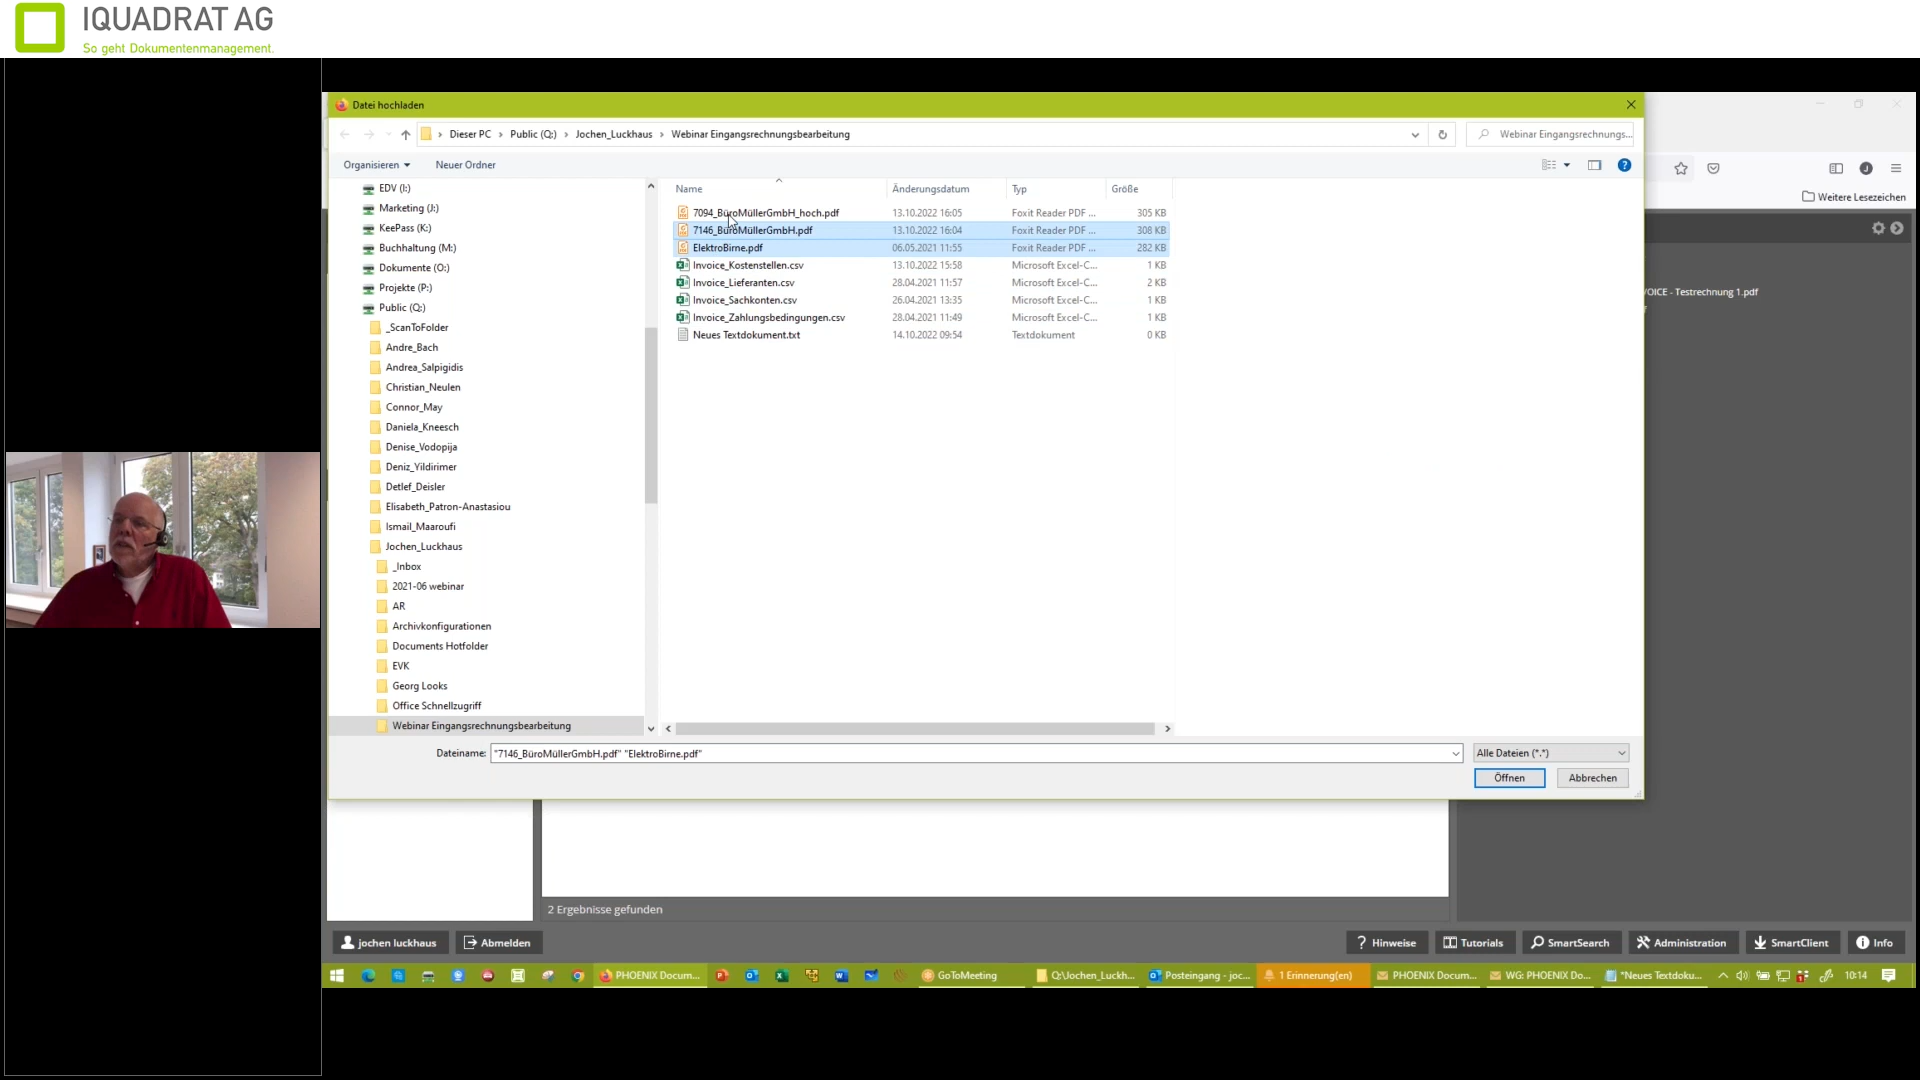 IQUADRAT AG
So geht Dokumentenmanagement.
Datei hochladen
Dieser PC > Public (Q:) > Jochen_Luckhaus > Webinar Eingangsrechnungsbearbeitung
Webinar Eingangsrechnungs...
Organisieren
Neuer Ordner
Weitere Lesezeichen
EDV (I:)
Marketing (J:)
KeePass (K:)
Buchhaltung (M:)
Dokumente (O:)
Projekte (P:)
Public (Q:)
_ScanToFolder
Andre_Bach
Andrea_Salpigidis
Christian_Neulen
Connor_May
Daniela_Kneesch
Denise_Vodopija
Deniz_Yildirimer
Detlef_Deisler
Elisabeth_Patron-Anastasiou
Ismail_Maaroufi
Jochen_Luckhaus
_Inbox
2021-06 webinar
AR
Archivkonfigurationen
Documents Hotfolder
EVK
Georg Looks
Office Schnellzugriff
Webinar Eingangsrechnungsbearbeitung
Name Änderungsdatum Typ Größe
7094_BüroMüllerGmbH_hoch.pdf 13.10.2022 16:05 Foxit Reader PDF ... 305 KB
7146_BüroMüllerGmbH.pdf 13.10.2022 16:04 Foxit Reader PDF ... 308 KB
ElektroBirne.pdf 06.05.2021 11:55 Foxit Reader PDF ... 282 KB
Invoice_Kostenstellen.csv 13.10.2022 15:58 Microsoft Excel-C... 1 KB
Invoice_Lieferanten.csv 28.04.2021 11:57 Microsoft Excel-C... 2 KB
Invoice_Sachkonten.csv 26.04.2021 13:35 Microsoft Excel-C... 1 KB
Invoice_Zahlungsbedingungen.csv 28.04.2021 11:49 Microsoft Excel-C... 1 KB
Neues Textdokument.txt 14.10.2022 09:54 Textdokument 0 KB
OICE - Testrechnung 1.pdf
Dateiname: "7146_BüroMüllerGmbH.pdf" "ElektroBirne.pdf"
Alle Dateien (*.*)
Öffnen
Abbrechen
2 Ergebnisse gefunden
jochen luckhaus
Abmelden
Hinweise
Tutorials
SmartSearch
Administration
SmartClient
Info
PHOENIX Docum...
GoToMeeting
Q:\Jochen_Luckh...
Posteingang - joc...
1 Erinnerung(en)
PHOENIX Docum...
WG: PHOENIX Do...
*Neues Textdoku...
10:14